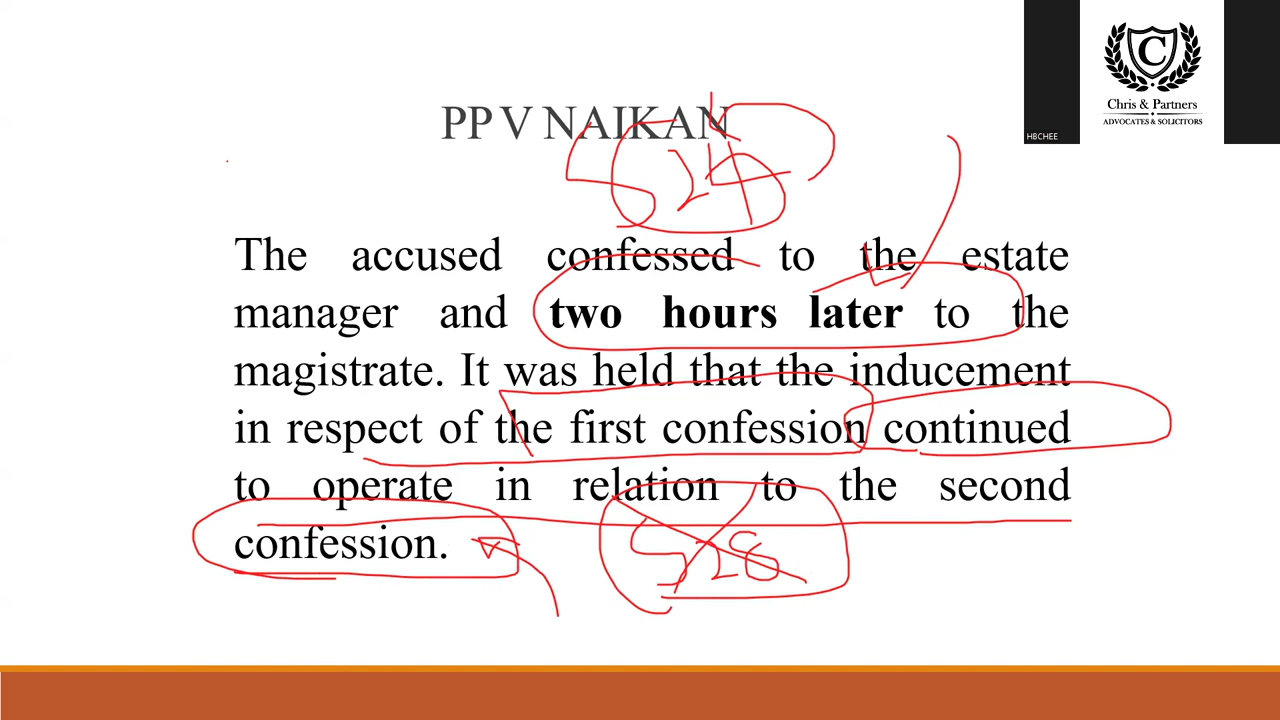 C
Chris & Partners
ADVOCATES & SOLICITORS
HBCHEE
PP V NAIKAN
S 24
The accused confessed to the estate
manager and two hours later to the
magistrate. It was held that the inducement
in respect of the first confession continued
to operate in relation to the second
confession.
S 28